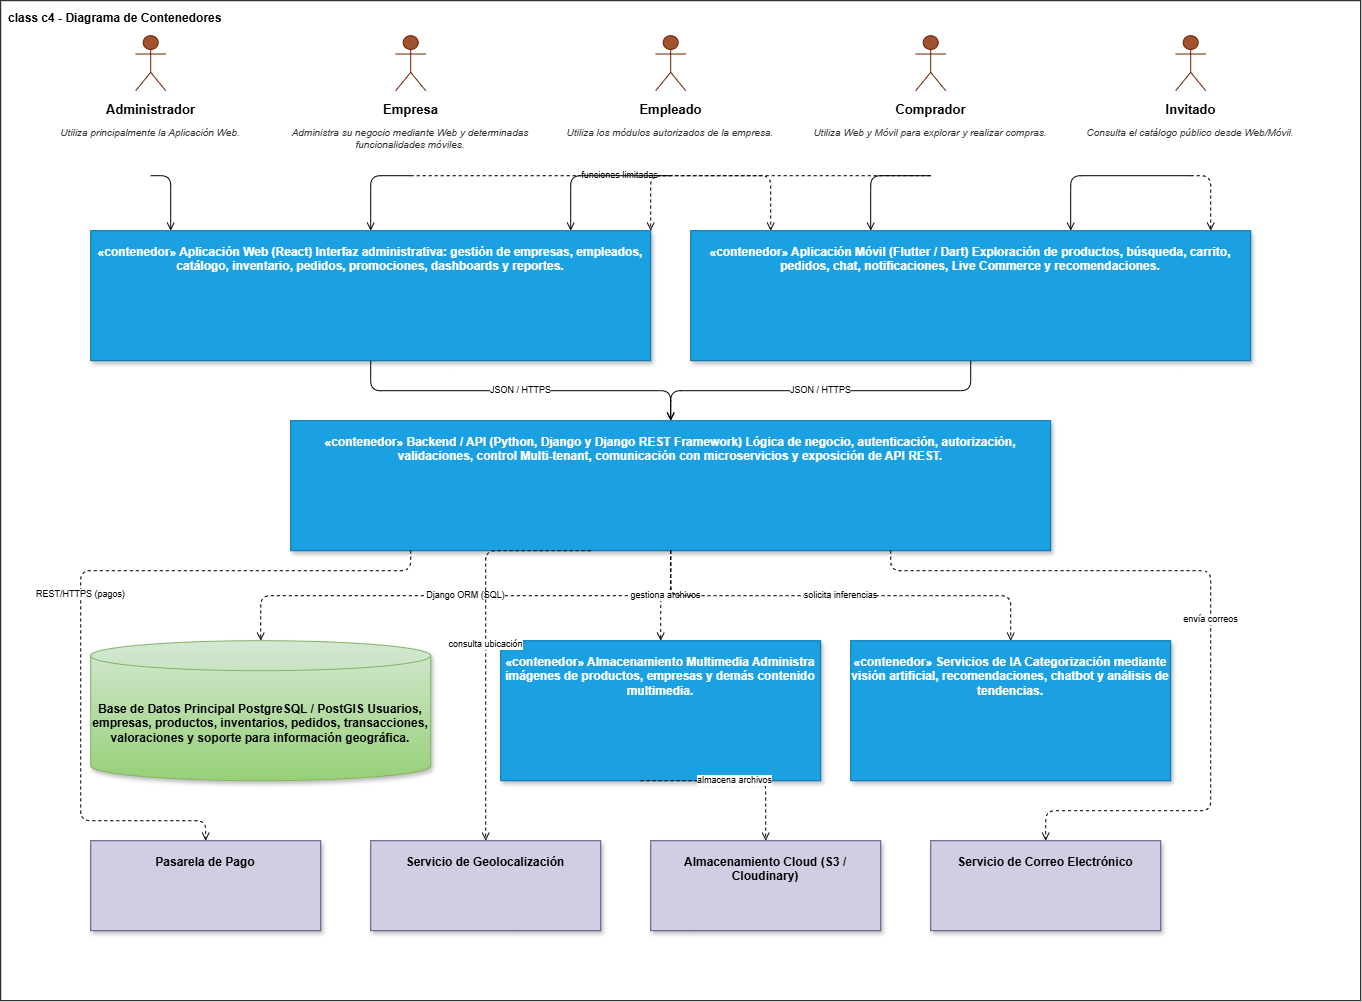 class c4 - Diagrama de Contenedores
Administrador
Empresa
Empleado
Comprador
Invitado
Utiliza principalmente la Aplicación Web.
Administra su negocio mediante Web y determinadas
funcionalidades móviles.
Utiliza los módulos autorizados de la empresa.
Utiliza Web y Móvil para explorar y realizar compras.
Consulta el catálogo público desde Web/Móvil.
funciones limitadas
«contenedor» Aplicación Web (React) Interfaz administrativa: gestión de empresas, empleados,
catálogo, inventario, pedidos, promociones, dashboards y reportes.
«contenedor» Aplicación Móvil (Flutter / Dart) Exploración de productos, búsqueda, carrito,
pedidos, chat, notificaciones, Live Commerce y recomendaciones.
JSON / HTTPS
JSON / HTTPS
«contenedor» Backend / API (Python, Django y Django REST Framework) Lógica de negocio, autenticación, autorización,
validaciones, control Multi-tenant, comunicación con microservicios y exposición de API REST.
REST/HTTPS (pagos)
Django ORM (SQL)
gestiona archivos
solicita inferencias
envía correos
consulta ubicación
Base de Datos Principal PostgreSQL / PostGIS Usuarios,
empresas, productos, inventarios, pedidos, transacciones,
valoraciones y soporte para información geográfica.
«contenedor» Almacenamiento Multimedia Administra
imágenes de productos, empresas y demás contenido
multimedia.
«contenedor» Servicios de IA Categorización mediante
visión artificial, recomendaciones, chatbot y análisis de
tendencias.
almacena archivos
Pasarela de Pago
Servicio de Geolocalización
Almacenamiento Cloud (S3 /
Cloudinary)
Servicio de Correo Electrónico